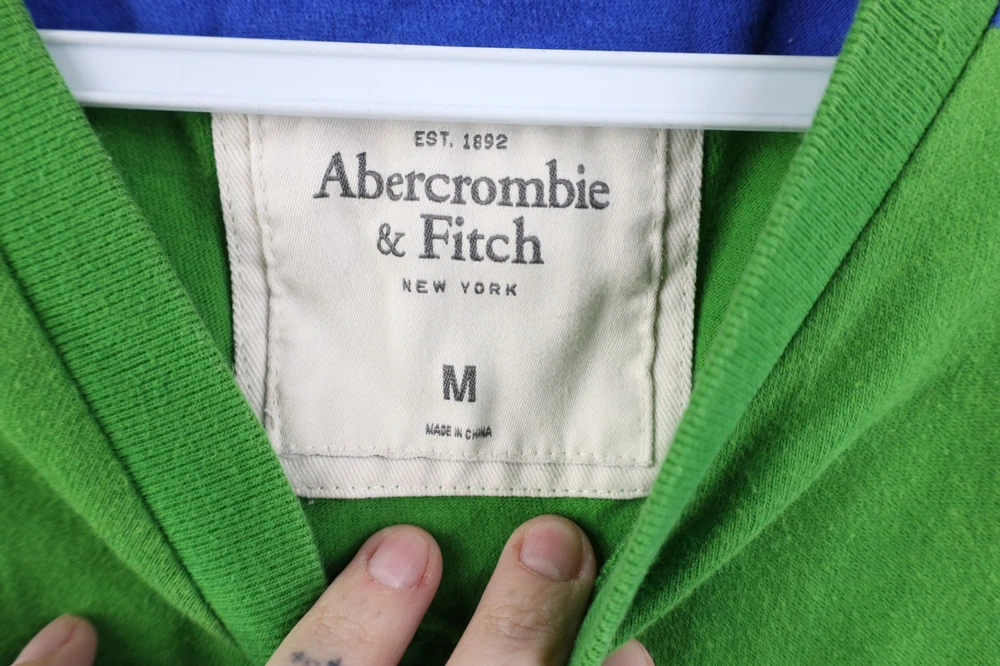 EST. 1892
Abercrombie
& Fitch
NEW YORK
M
MADE IN CHINA